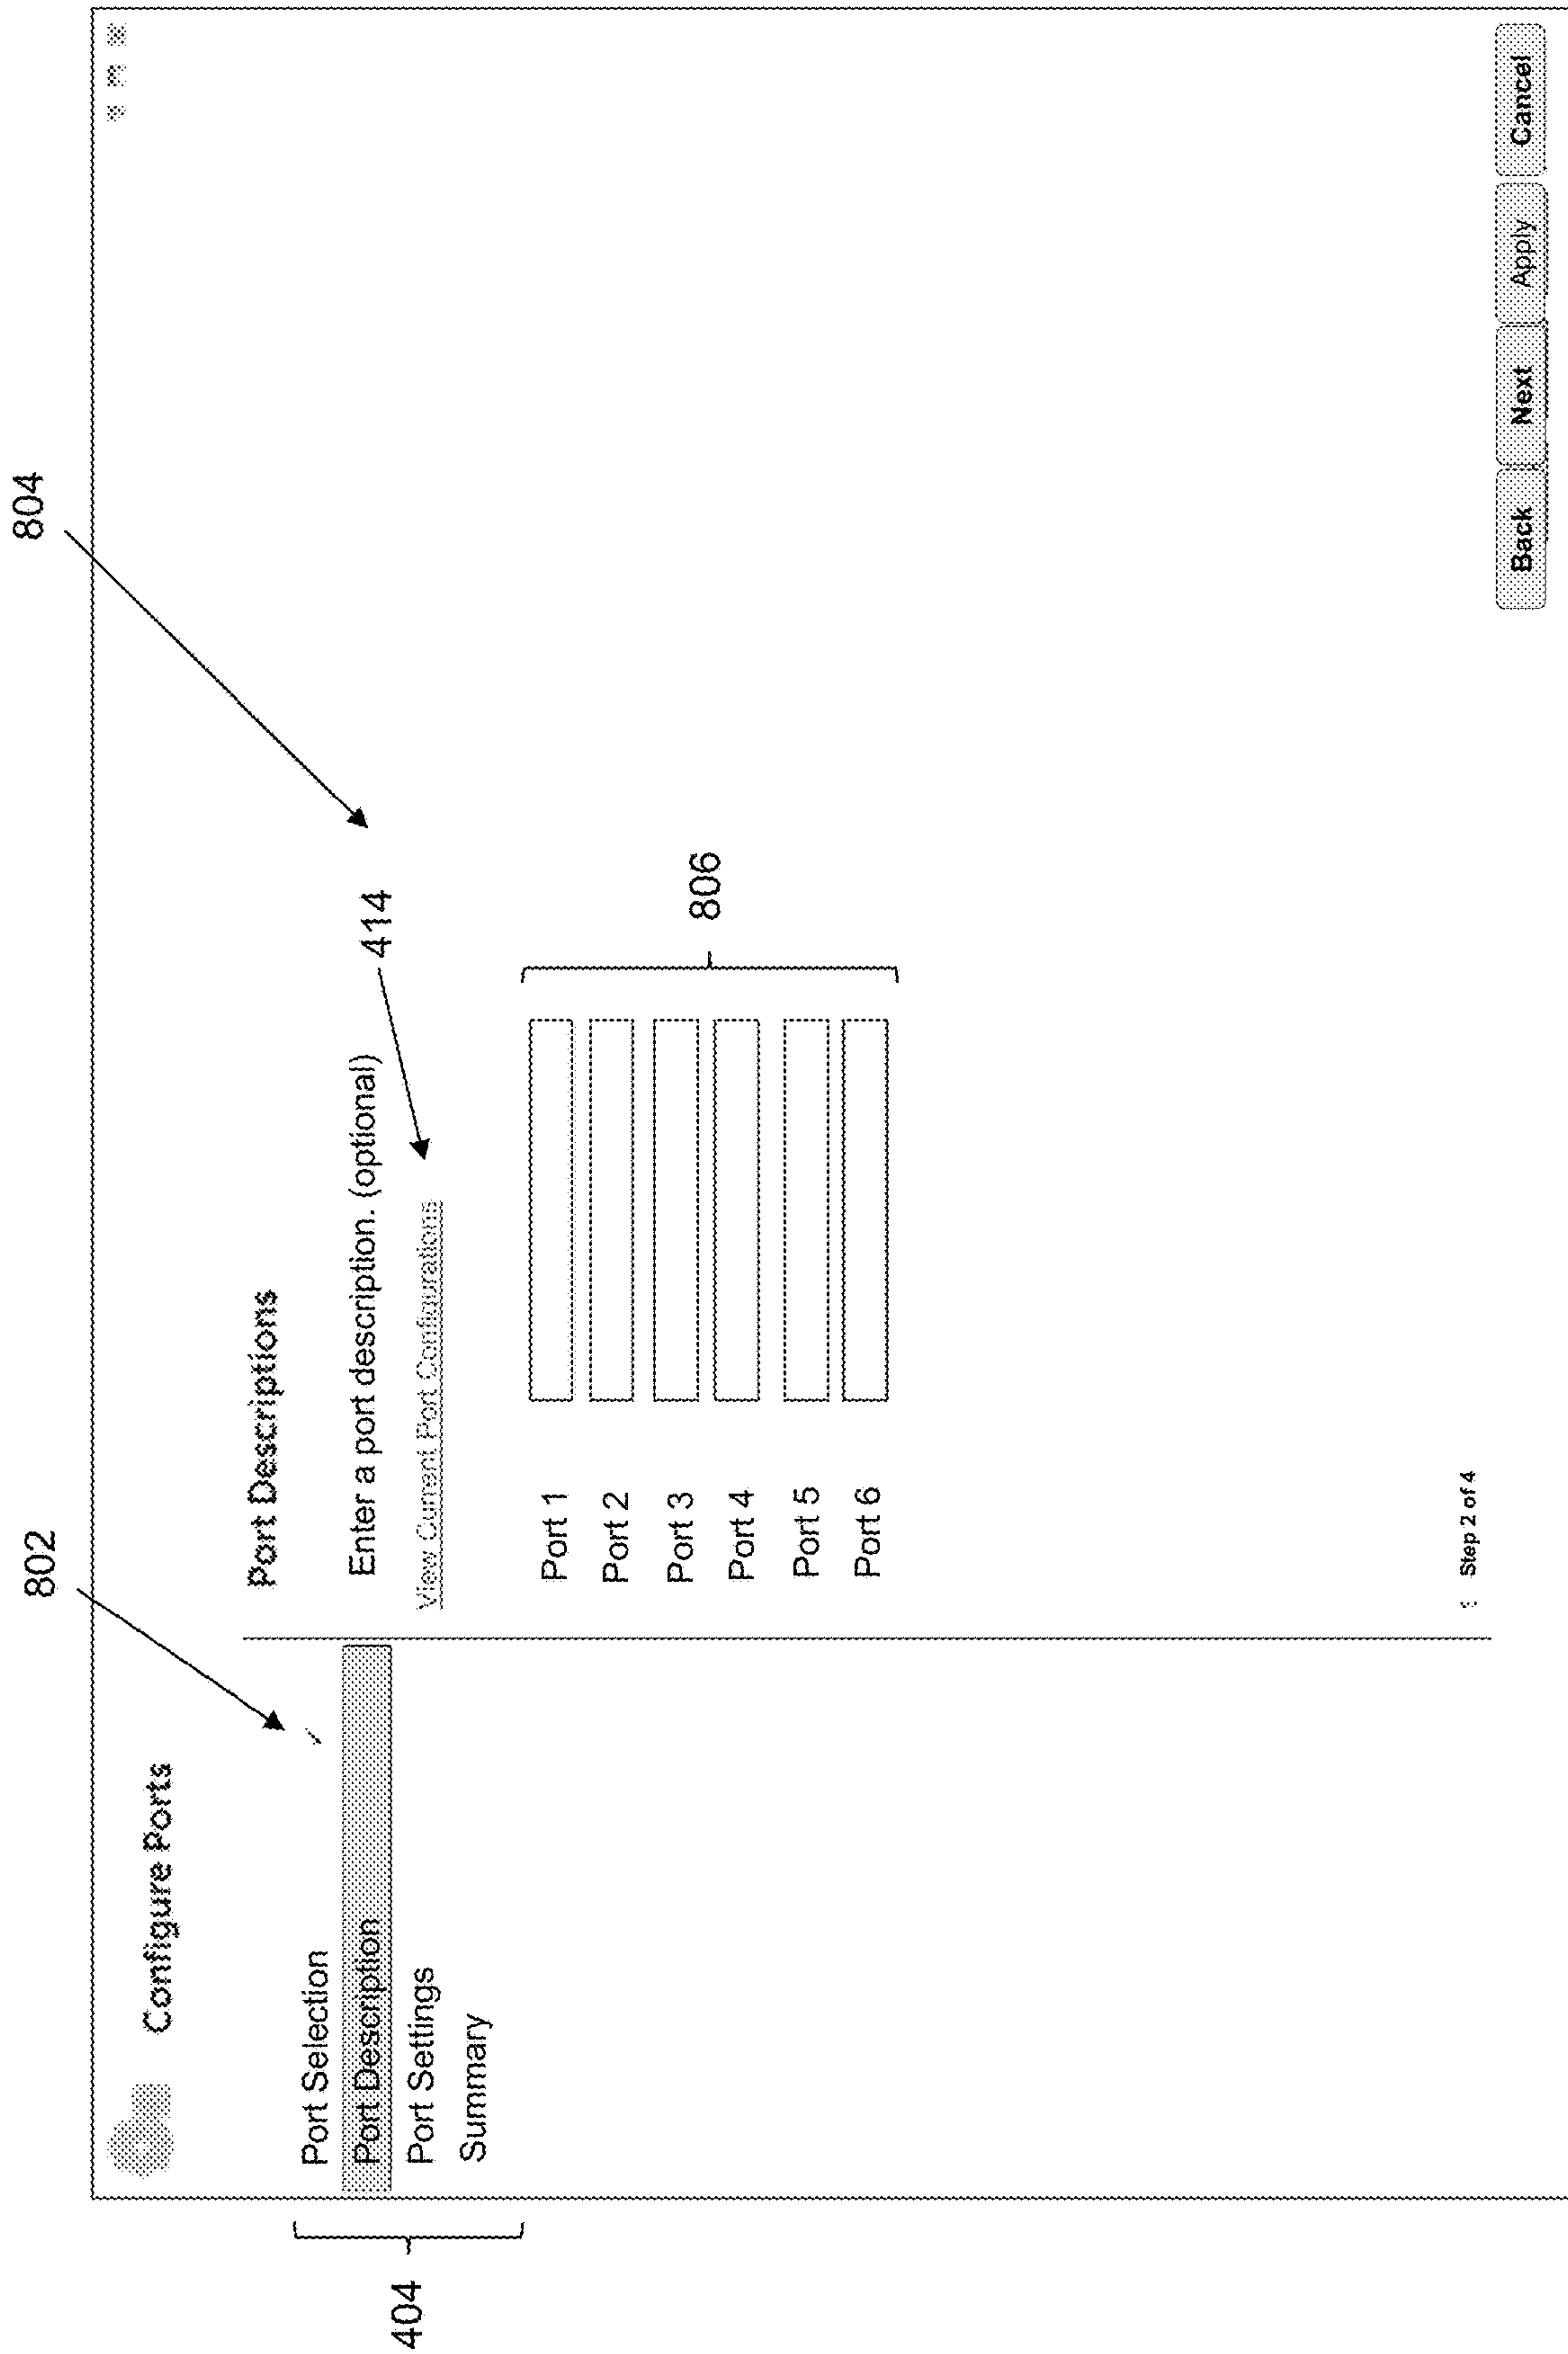 802
804
Configure Ports
404
Port Selection
Port Description
Port Settings
Summary
Port Descriptions
Enter a port description. (optional)
414
View Current Port Configurations
Port 1
Port 2
Port 3
Port 4
Port 5
Port 6
806
Step 2 of 4
Back
Next
Apply
Cancel